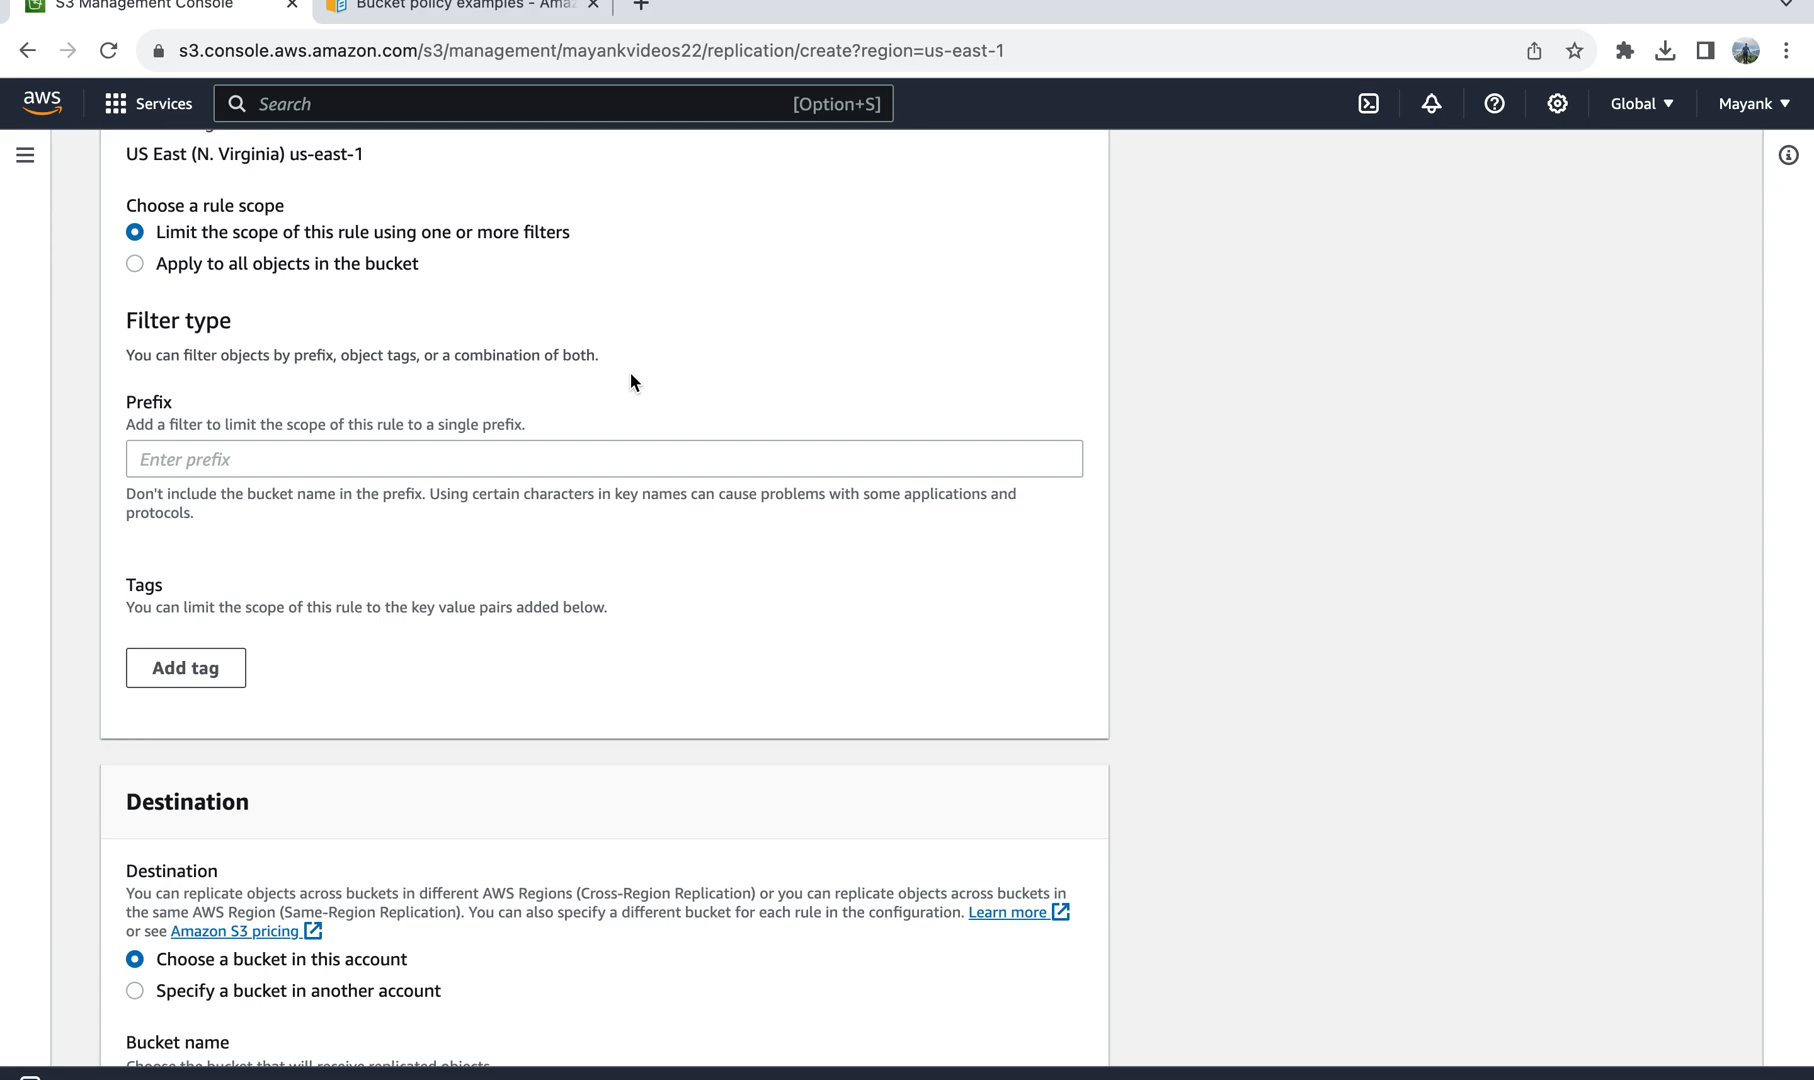 S3 Management Console
Bucket policy examples - Amaz
s3.console.aws.amazon.com/s3/management/mayankvideos22/replication/create?region=us-east-1
aws
Services
Search
[Option+S]
Global
Mayank
US East (N. Virginia) us-east-1
Choose a rule scope
Limit the scope of this rule using one or more filters
Apply to all objects in the bucket
Filter type
You can filter objects by prefix, object tags, or a combination of both.
Prefix
Add a filter to limit the scope of this rule to a single prefix.
Enter prefix
Don't include the bucket name in the prefix. Using certain characters in key names can cause problems with some applications and
protocols.
Tags
You can limit the scope of this rule to the key value pairs added below.
Add tag
Destination
Destination
You can replicate objects across buckets in different AWS Regions (Cross-Region Replication) or you can replicate objects across buckets in
the same AWS Region (Same-Region Replication). You can also specify a different bucket for each rule in the configuration. Learn more
or see Amazon S3 pricing
Choose a bucket in this account
Specify a bucket in another account
Bucket name
Choose the bucket that will receive replicated objects.